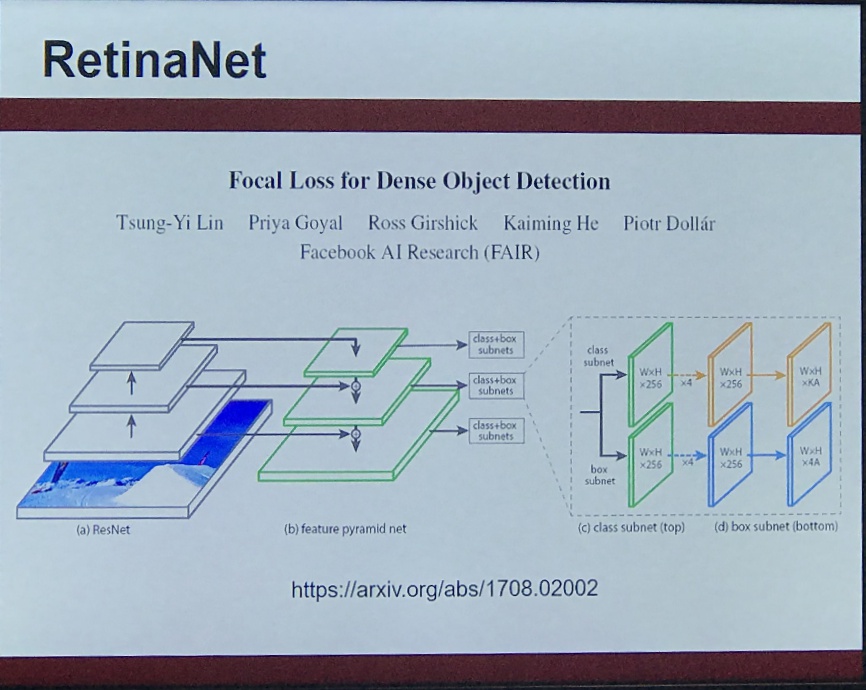 RetinaNet
Focal Loss for Dense Object Detection
Tsung-Yi Lin Priya Goyal Ross Girshick Kaiming He Piotr Dollár
Facebook AI Research (FAIR)
class+box
subnets
class+box
subnets
class+box
subnets
class
subnet
W×H
×256
×4
W×H
×256
W×H
×KA
box
subnet
W×H
×256
×4
W×H
×256
W×H
×4A
(a) ResNet
(b) feature pyramid net
(c) class subnet (top)
(d) box subnet (bottom)
https://arxiv.org/abs/1708.02002